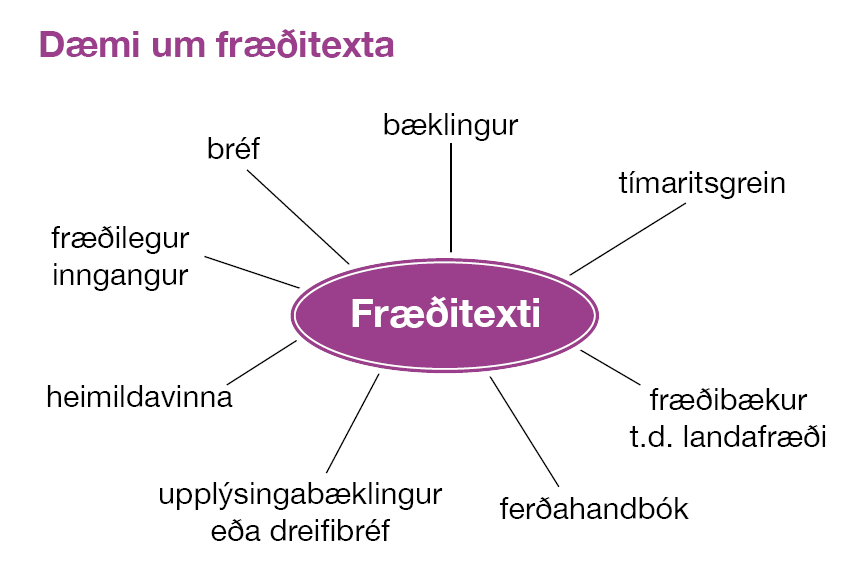 Dæmi um fræðitexta
bæklingur
bréf
tímaritsgrein
fræðilegur
inngangur
Fræðitexti
heimildavinna
fræðibækur
t.d. landafræði
upplýsingabæklingur
eða dreifibréf
ferðahandbók